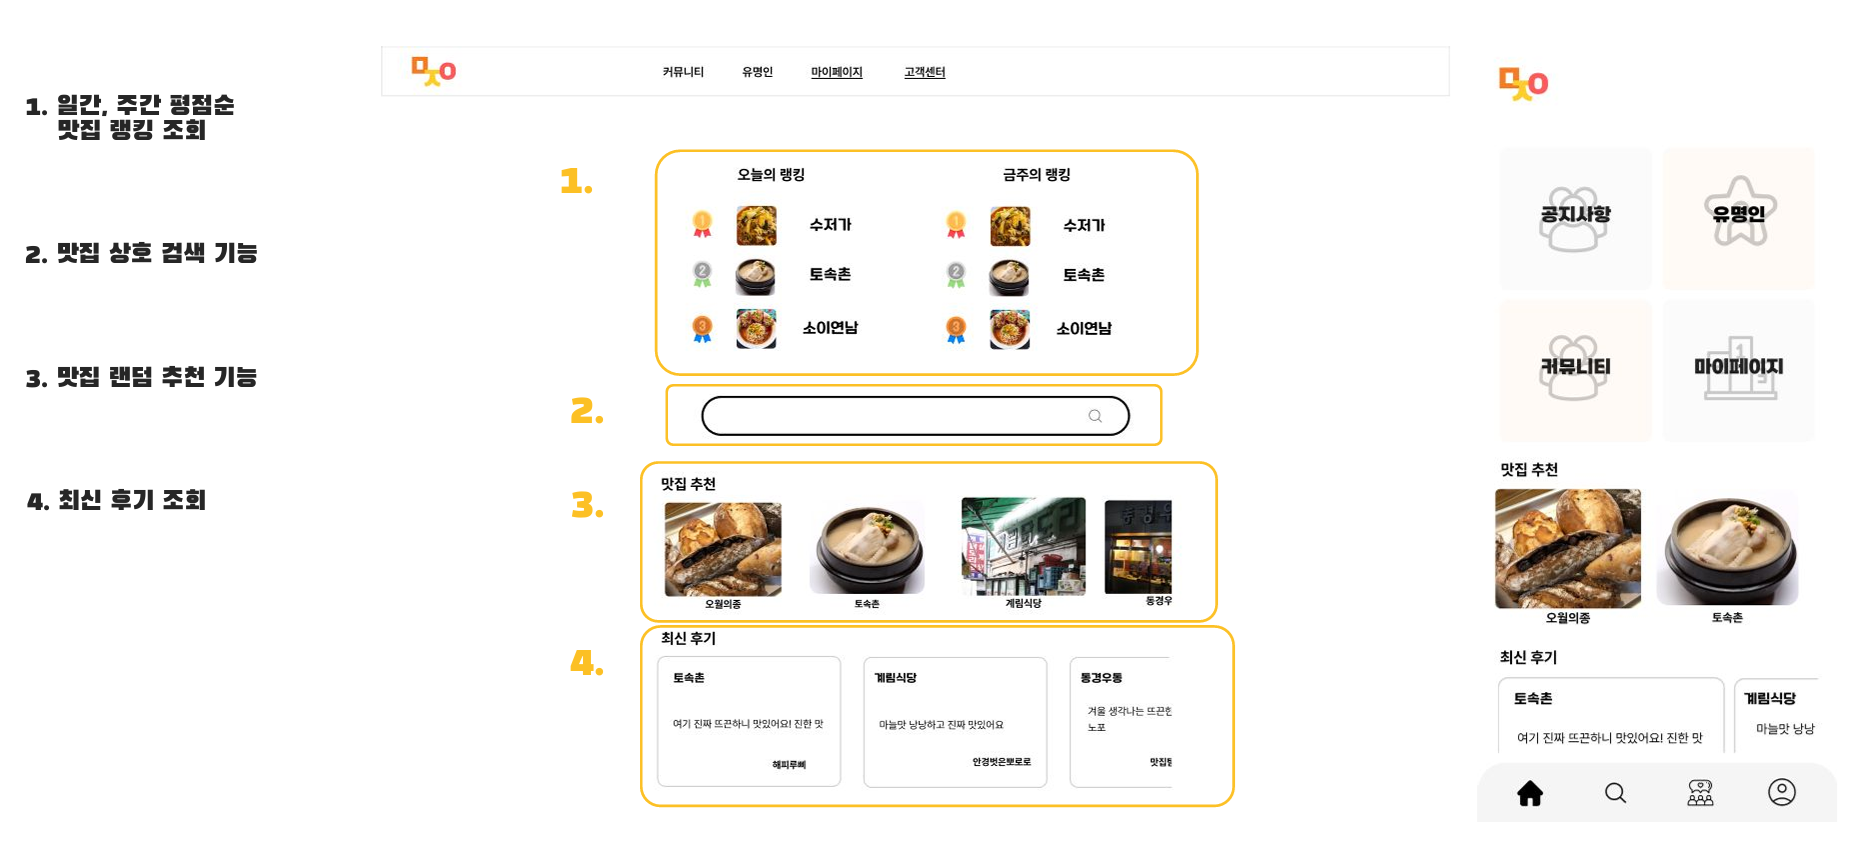 1. 일간, 주간 평점순
맛집 랭킹 조회
2. 맛집 상호 검색 기능
3. 맛집 랜덤 추천 기능
4. 최신 후기 조회
맛ㅇ
커뮤니티 유명인 마이페이지 고객센터
1.
오늘의 랭킹 금주의 랭킹
1 수저가 1 수저가
2 토속촌 2 토속촌
3 소이연남 3 소이연남
2.
3.
맛집 추천
오월의종 토속촌 계림식당 동경우
4.
최신 후기
토속촌
여기 진짜 뜨끈하니 맛있어요! 진한 맛
해피루삐
계림식당
마늘맛 낭낭하고 진짜 맛있어요
안경벗은뽀로로
동경우동
겨울 생각나는 뜨끈한
노포
맛집탐
공지사항 유명인
커뮤니티 마이페이지
1
3
맛집 추천
오월의종 토속촌
최신 후기
토속촌
여기 진짜 뜨끈하니 맛있어요! 진한 맛
계림식당
마늘맛 낭낭